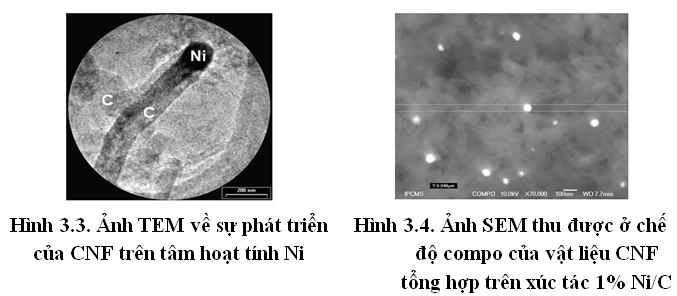 Ni
C
C
200 nm
Y:0.048µm
IPCMS COMPO 10.0kV X70,000 100nm WD 7.7mm
Hình 3.3. Ảnh TEM về sự phát triển
của CNF trên tâm hoạt tính Ni
Hình 3.4. Ảnh SEM thu được ở chế
độ compo của vật liệu CNF
tổng hợp trên xúc tác 1% Ni/C